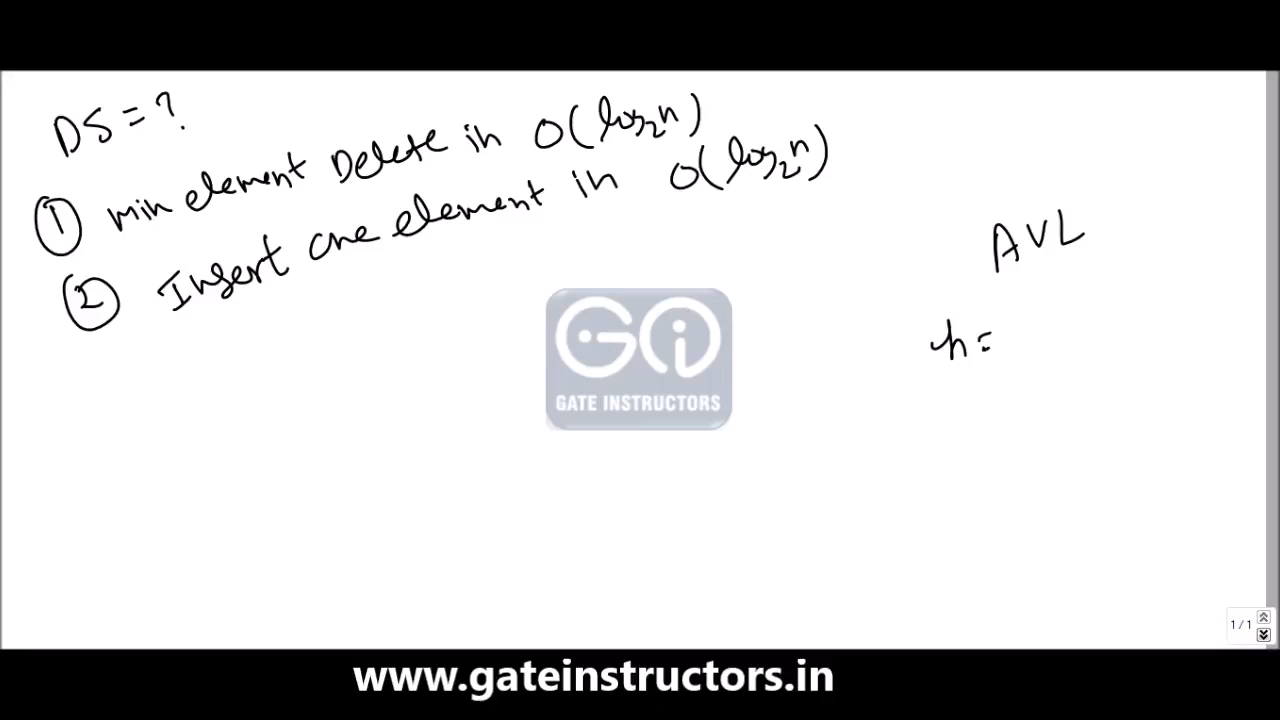 DS = ?
① min element Delete in O(log₂n)
② Insert one element in O(log₂n)
AVL
h =
GATE INSTRUCTORS
1 / 1
www.gateinstructors.in